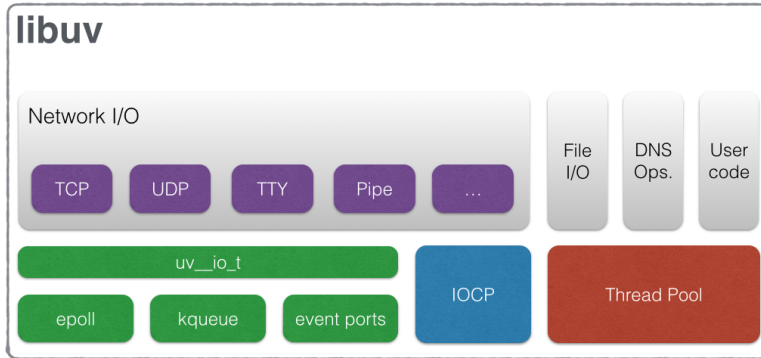 libuv
Network I/O
TCP
UDP
TTY
Pipe
...
File
I/O
DNS
Ops.
User
code
uv__io_t
epoll
kqueue
event ports
IOCP
Thread Pool